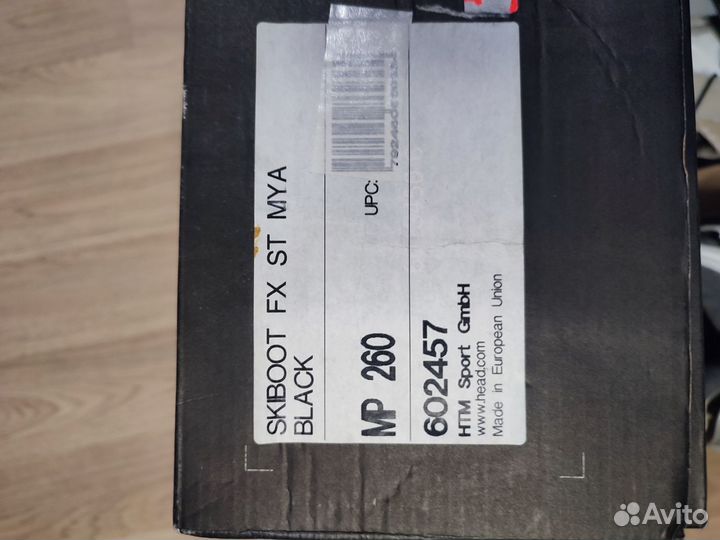 SKIBOOT FX ST MYA
BLACK
MP 260
UPC:
602457
HTM Sport GmbH
www.head.com
Made in European Union
Avito